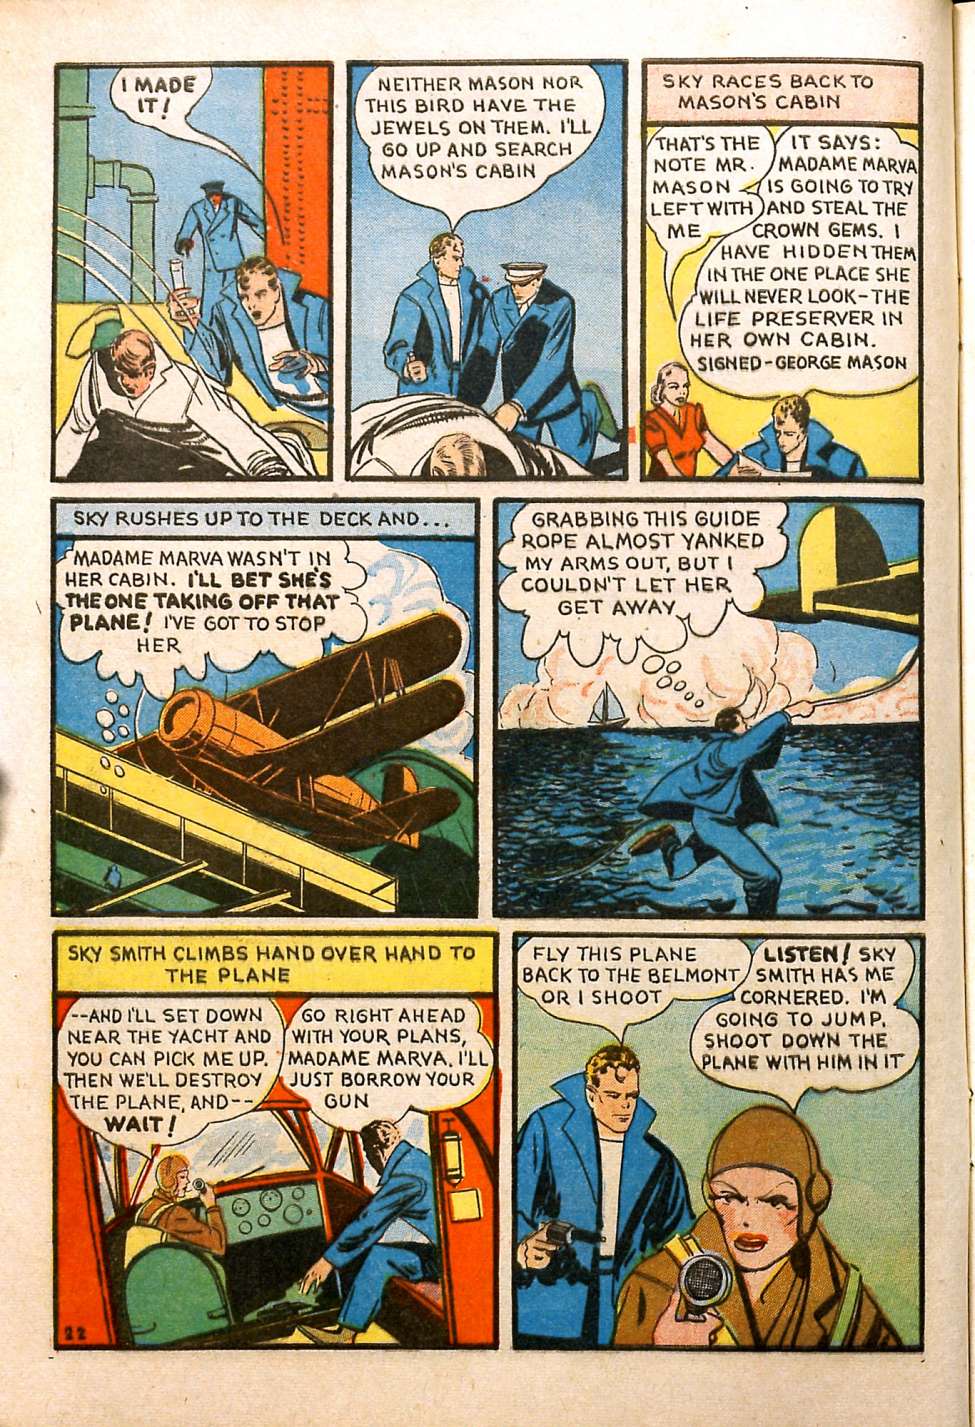 I MADE
IT!
NEITHER MASON NOR
THIS BIRD HAVE THE
JEWELS ON THEM. I'LL
GO UP AND SEARCH
MASON'S CABIN
SKY RACES BACK TO
MASON'S CABIN
THAT'S THE
NOTE MR.
MASON
LEFT WITH
ME
IT SAYS:
MADAME MARVA
IS GOING TO TRY
AND STEAL THE
CROWN GEMS. I
HAVE HIDDEN THEM
IN THE ONE PLACE SHE
WILL NEVER LOOK-THE
LIFE PRESERVER IN
HER OWN CABIN.
SIGNED-GEORGE MASON
SKY RUSHES UP TO THE DECK AND...
MADAME MARVA WASN'T IN
HER CABIN. I'LL BET SHE'S
THE ONE TAKING OFF THAT
PLANE! I'VE GOT TO STOP
HER
GRABBING THIS GUIDE
ROPE ALMOST YANKED
MY ARMS OUT, BUT I
COULDN'T LET HER
GET AWAY
SKY SMITH CLIMBS HAND OVER HAND TO
THE PLANE
--AND I'LL SET DOWN
NEAR THE YACHT AND
YOU CAN PICK ME UP.
THEN WE'LL DESTROY
THE PLANE, AND--
WAIT!
GO RIGHT AHEAD
WITH YOUR PLANS,
MADAME MARVA. I'LL
JUST BORROW YOUR
GUN
22
FLY THIS PLANE
BACK TO THE BELMONT
OR I SHOOT
LISTEN! SKY
SMITH HAS ME
CORNERED. I'M
GOING TO JUMP.
SHOOT DOWN THE
PLANE WITH HIM IN IT